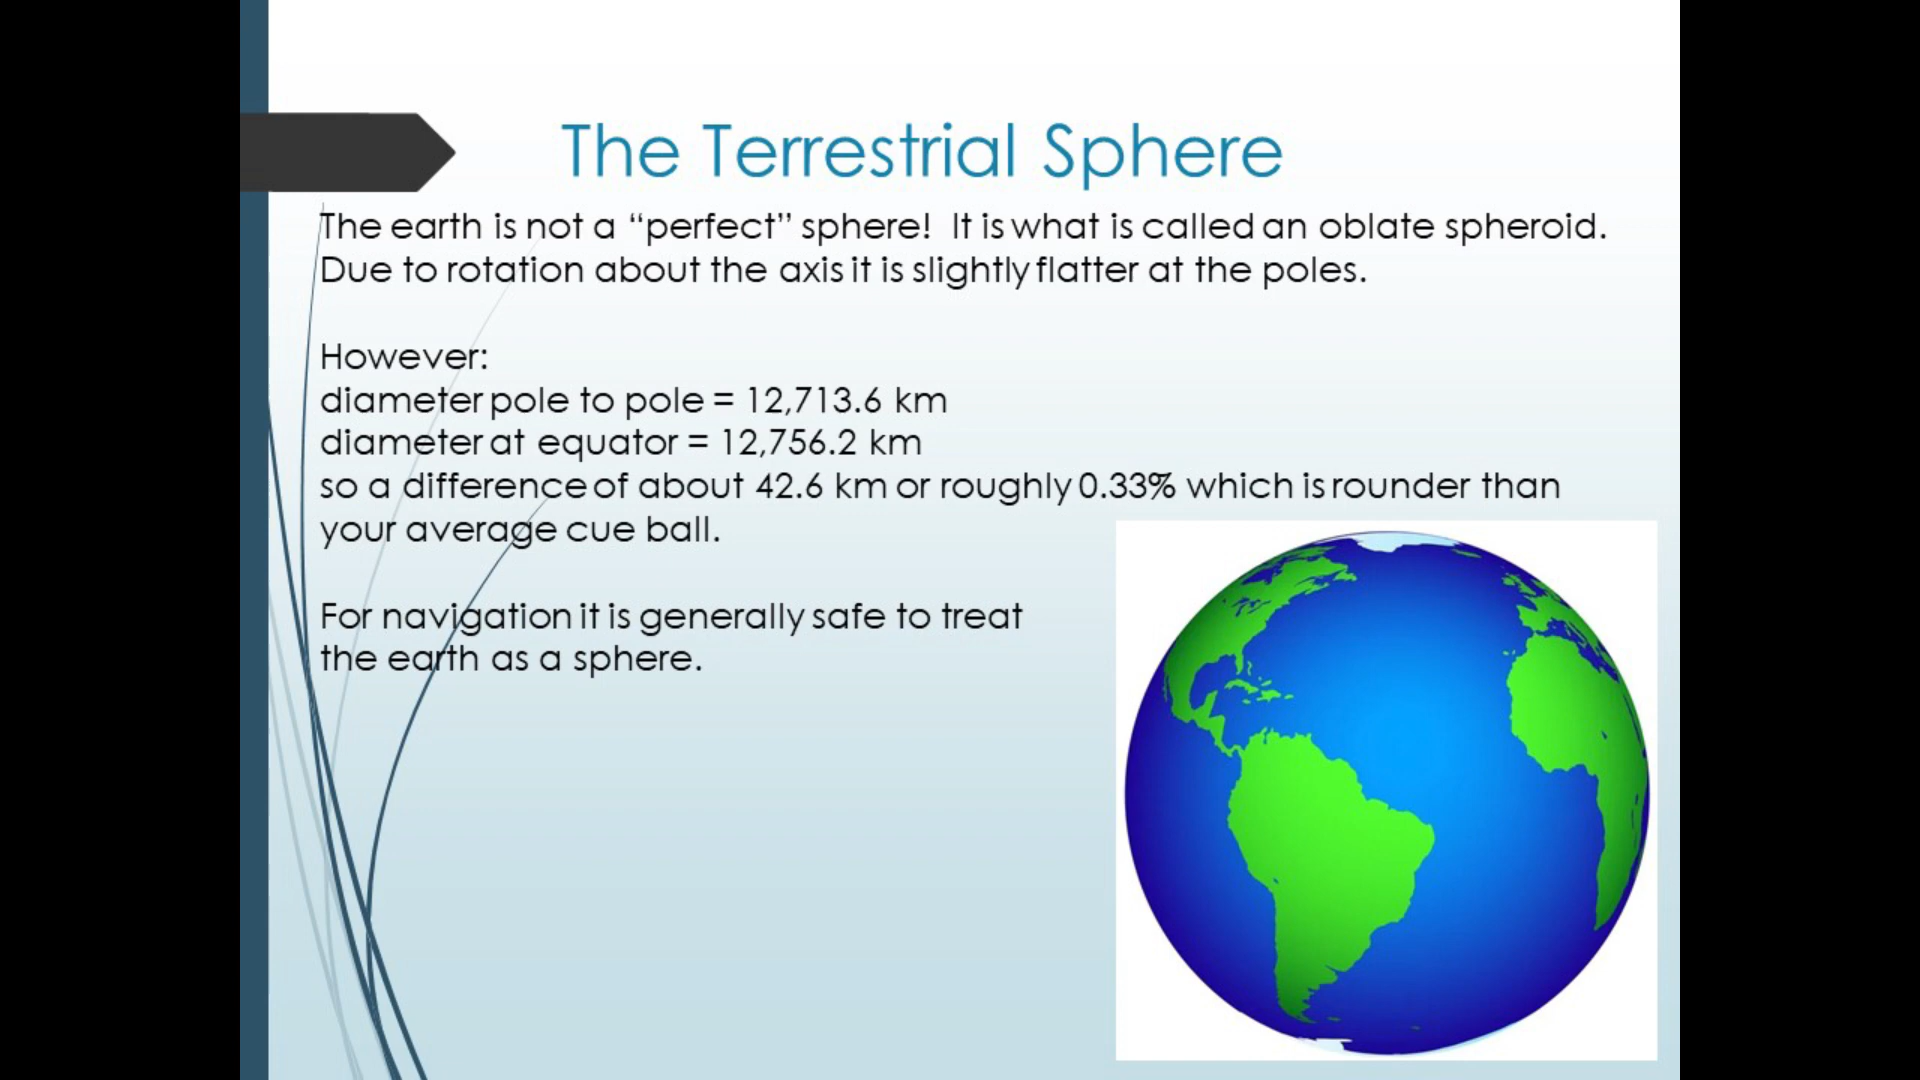 The Terrestrial Sphere
The earth is not a “perfect” sphere! It is what is called an oblate spheroid.
Due to rotation about the axis it is slightly flatter at the poles.
However:
diameter pole to pole = 12,713.6 km
diameter at equator = 12,756.2 km
so a difference of about 42.6 km or roughly 0.33% which is rounder than
your average cue ball.
For navigation it is generally safe to treat
the earth as a sphere.